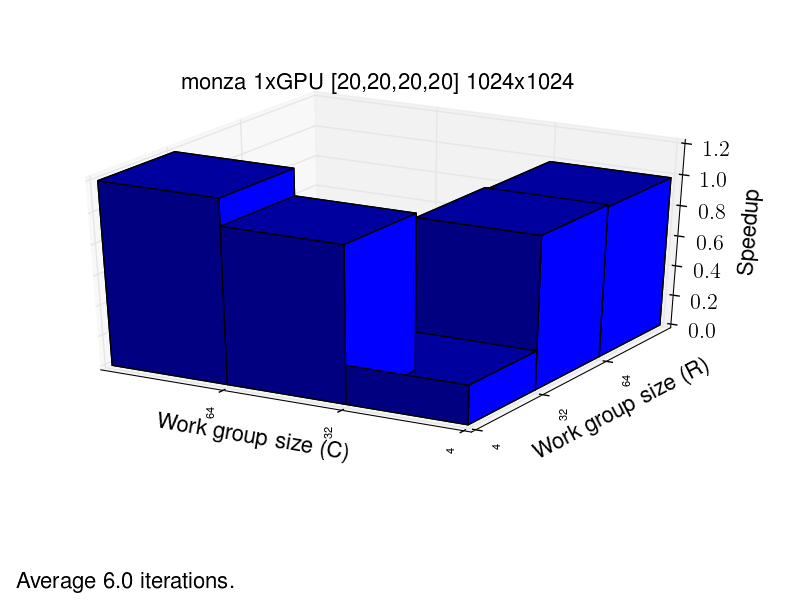 monza 1xGPU [20,20,20,20] 1024x1024
1.2
1.0
0.8
0.6
0.4
0.2
0.0
Speedup
64
32
4
Work group size (C)
4
32
64
Work group size (R)
Average 6.0 iterations.